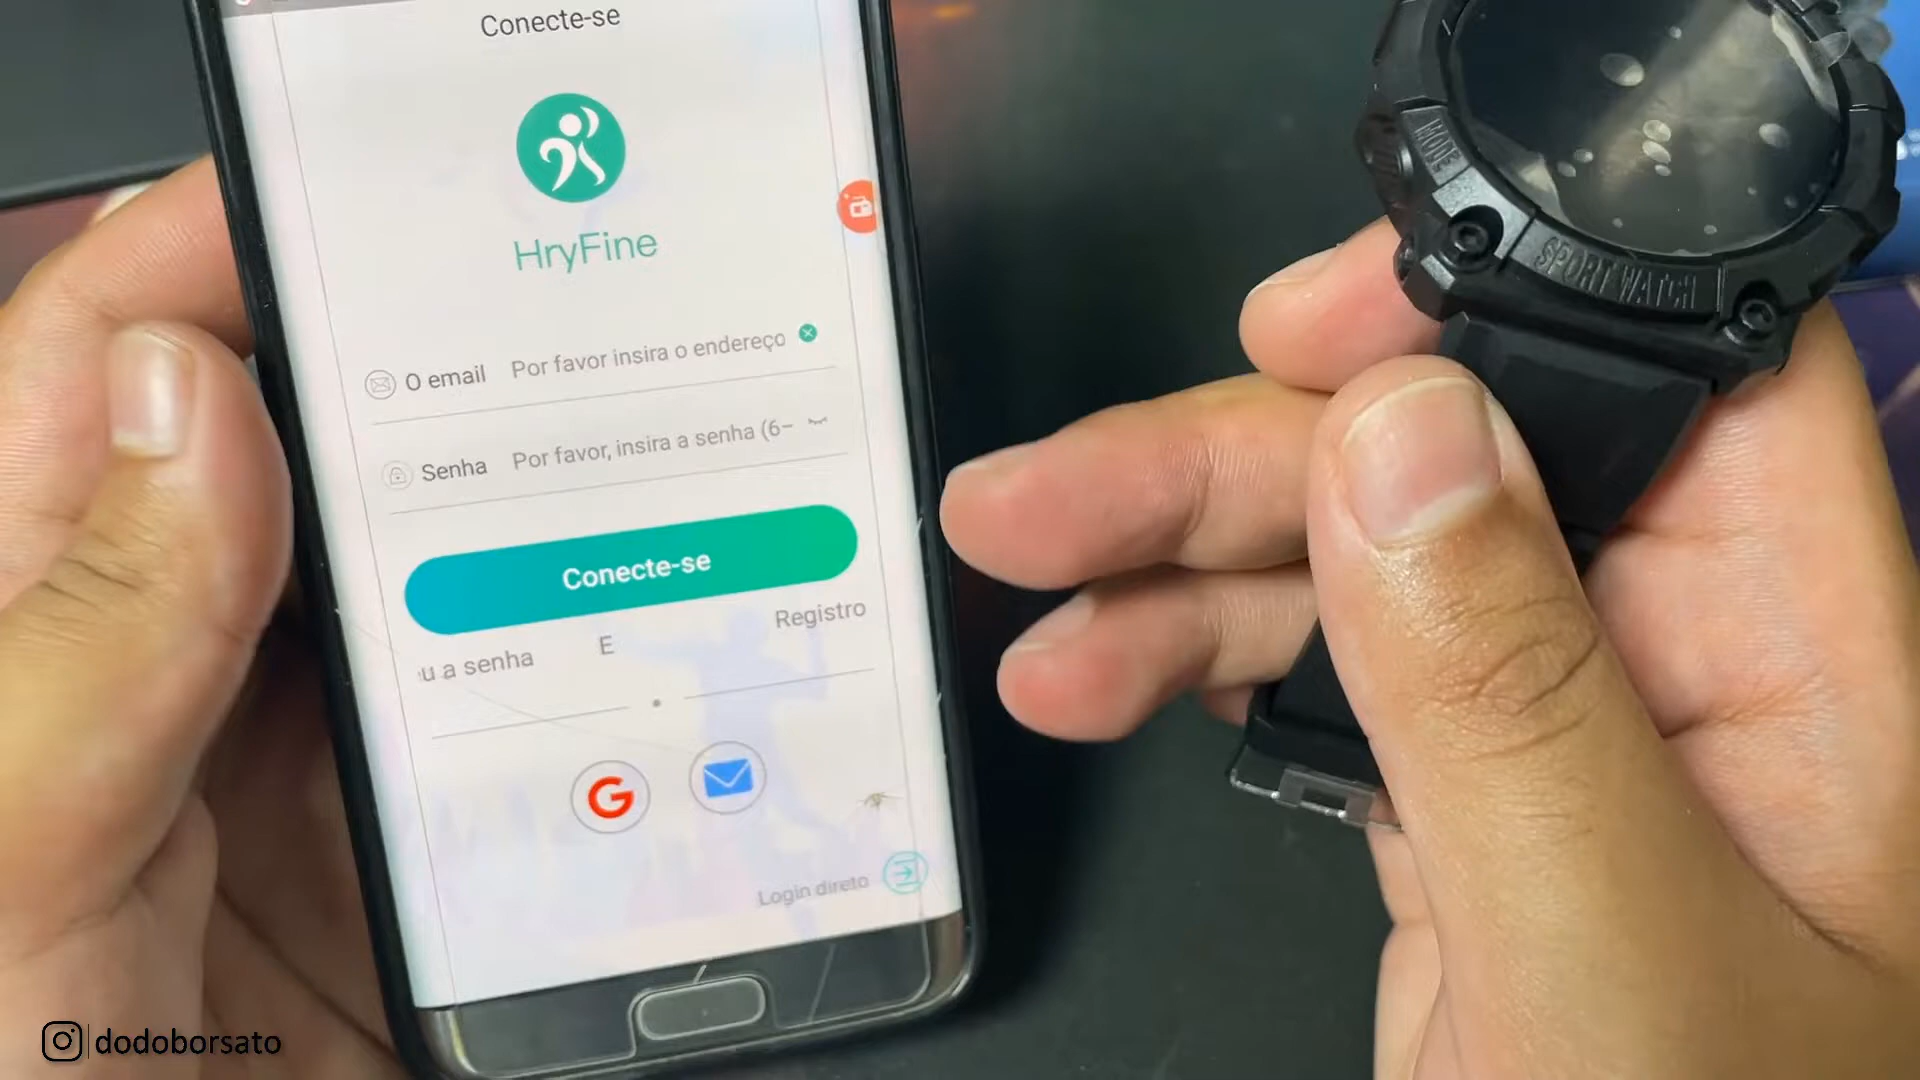 Conecte-se
HryFine
O email Por favor insira o endereço
Senha Por favor, insira a senha (6-
Conecte-se
u a senha E Registro
G
Login direto
MODE
SPORT WATCH
dodoborsato